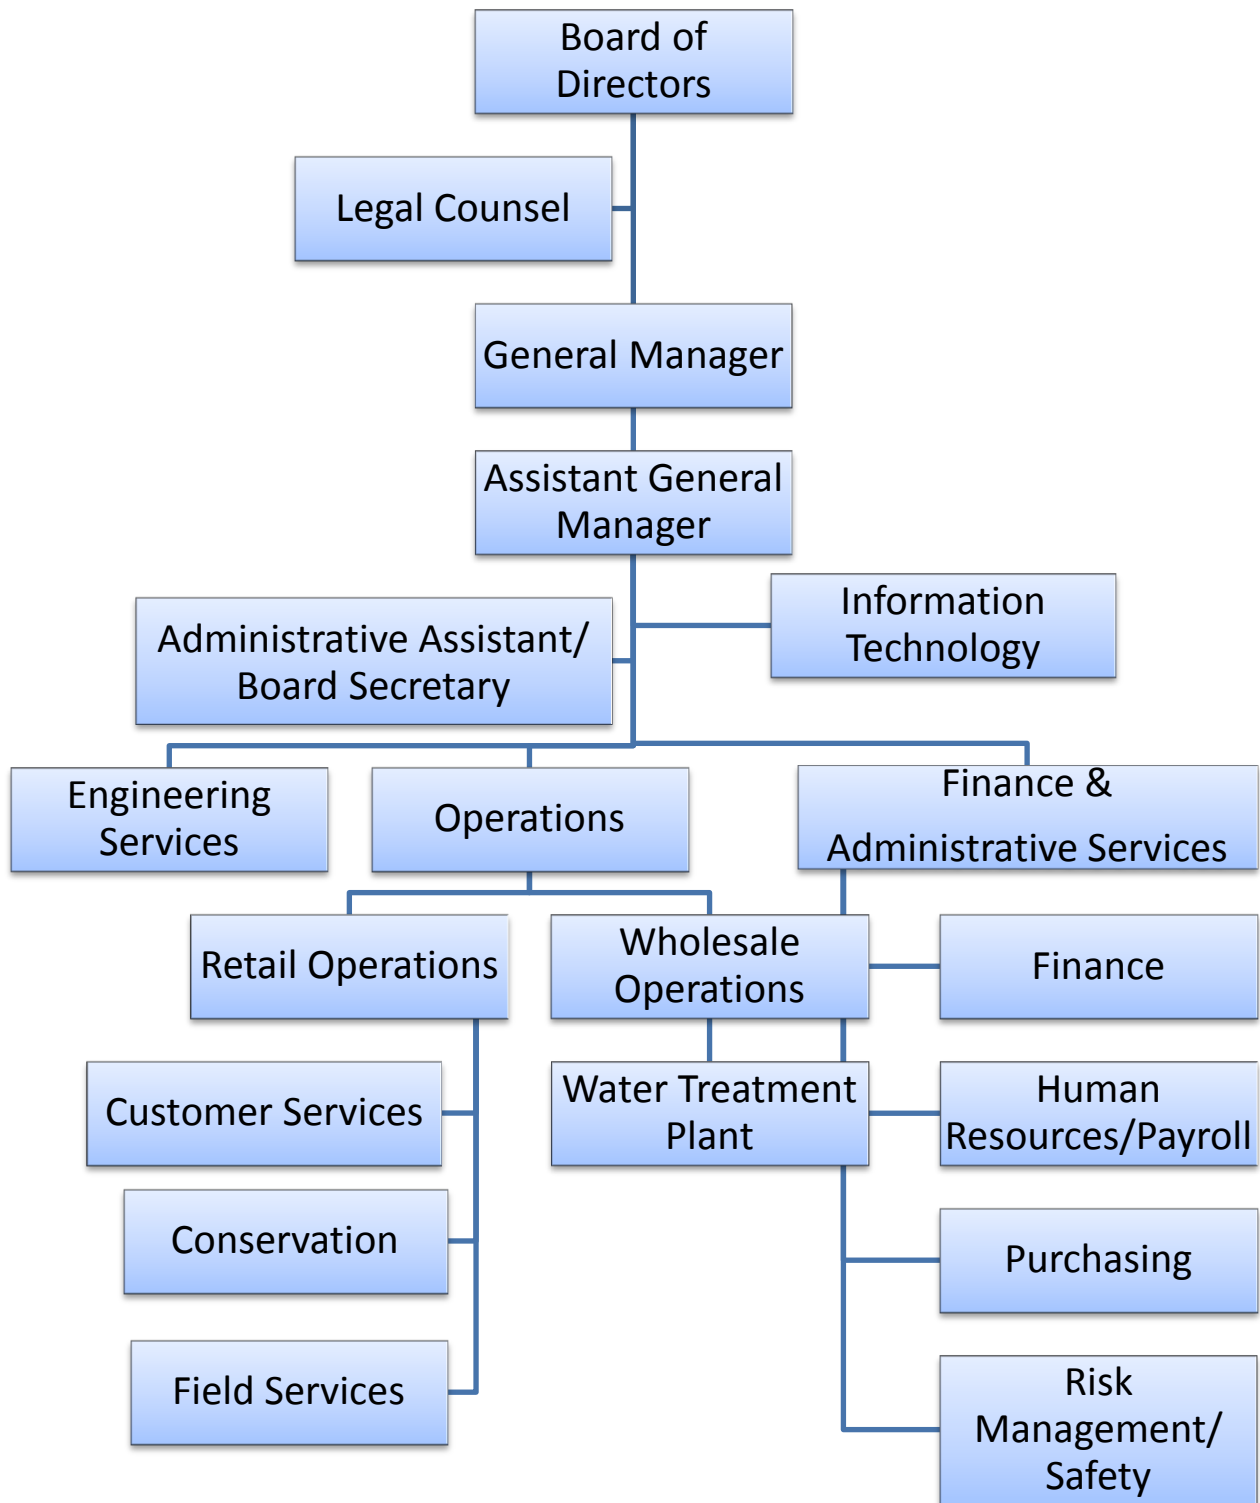 Board of
Directors
Legal Counsel
General Manager
Assistant General
Manager
Information
Technology
Administrative Assistant/
Board Secretary
Engineering
Services
Operations
Finance &
Administrative Services
Retail Operations
Wholesale
Operations
Finance
Customer Services
Water Treatment
Plant
Human
Resources/Payroll
Conservation
Purchasing
Field Services
Risk
Management/
Safety